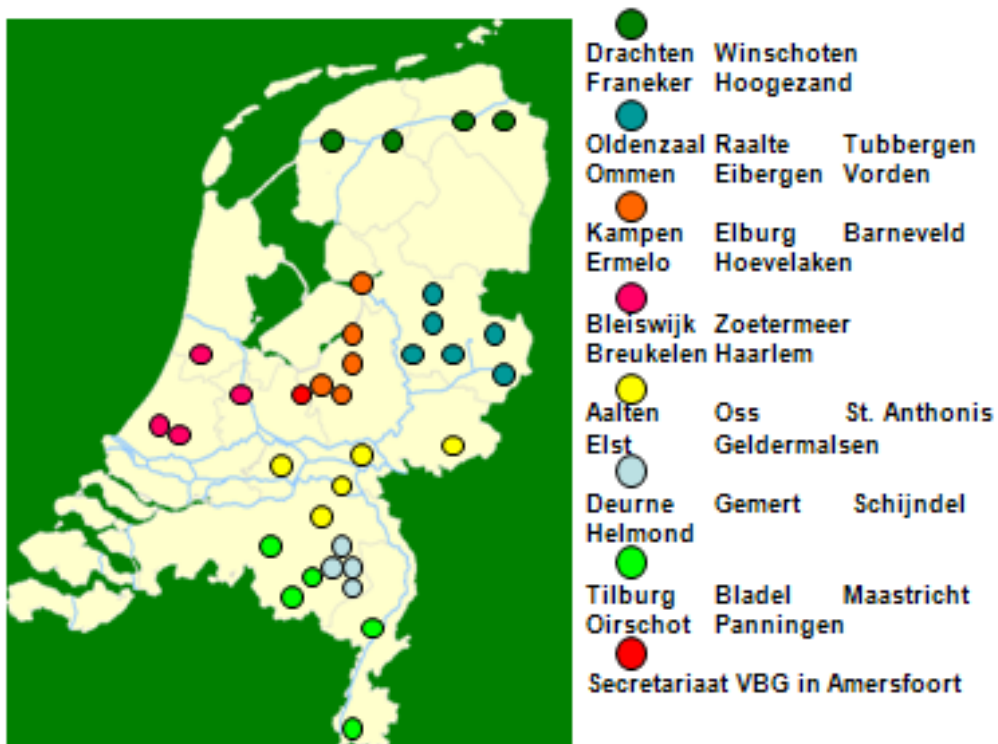 Drachten Winschoten
Franeker Hoogezand
Oldenzaal Raalte Tubbergen
Ommen Eibergen Vorden
Kampen Elburg Barneveld
Ermelo Hoevelaken
Bleiswijk Zoetermeer
Breukelen Haarlem
Aalten Oss St. Anthonis
Elst Geldermalsen
Deurne Gemert Schijndel
Helmond
Tilburg Bladel Maastricht
Oirschot Panningen
Secretariaat VBG in Amersfoort